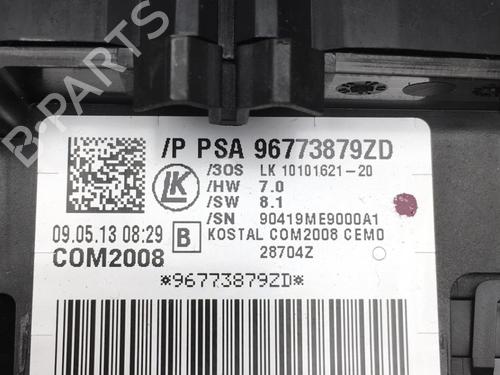 /P PSA 96773879ZD
/3OS LK 10101621-20
/HW 7.0
/SW 8.1
/SN 90419ME9000A1
09.05.13 08:29 B KOSTAL COM2008 CEMO
COM2008 28704Z
*96773879ZD*
LK